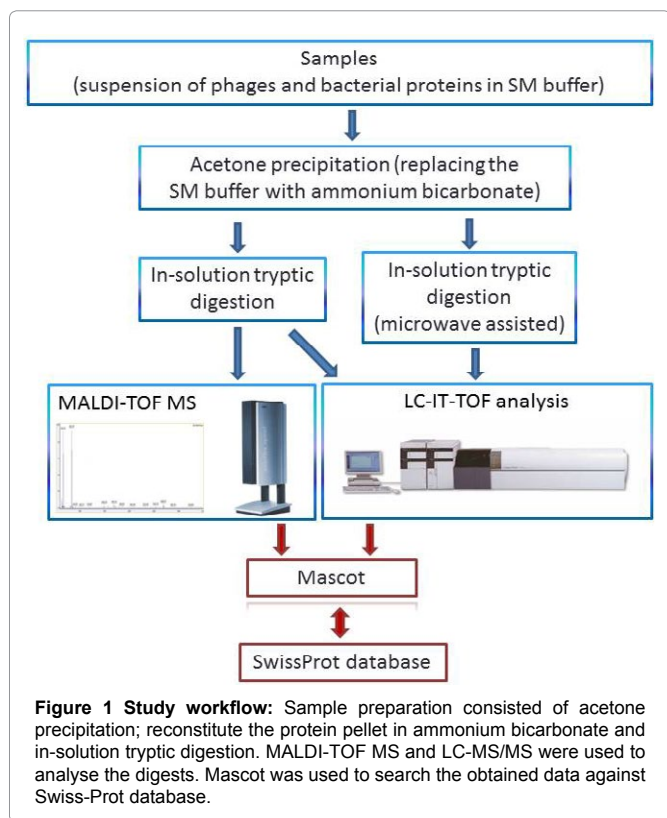 Samples
(suspension of phages and bacterial proteins in SM buffer)
Acetone precipitation (replacing the
SM buffer with ammonium bicarbonate)
In-solution tryptic
digestion
In-solution tryptic
digestion
(microwave assisted)
MALDI-TOF MS
LC-IT-TOF analysis
Mascot
SwissProt database
Figure 1 Study workflow: Sample preparation consisted of acetone
precipitation; reconstitute the protein pellet in ammonium bicarbonate and
in-solution tryptic digestion. MALDI-TOF MS and LC-MS/MS were used to
analyse the digests. Mascot was used to search the obtained data against
Swiss-Prot database.